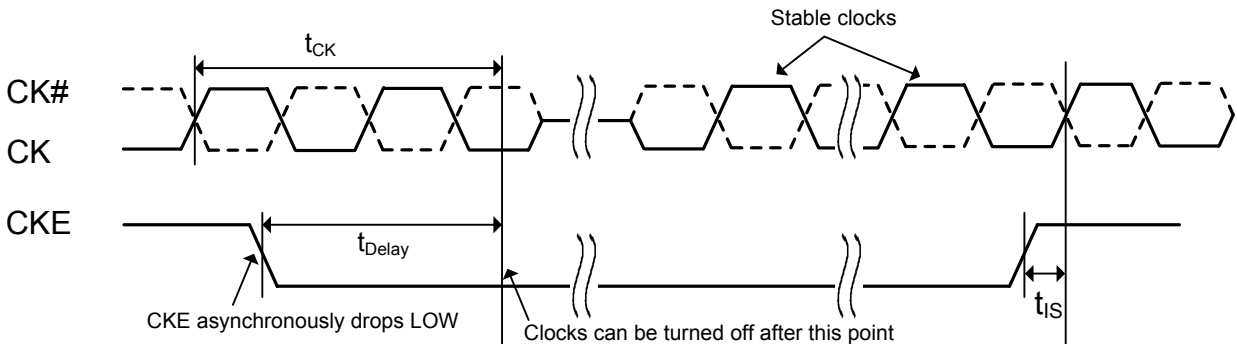 Stable clocks
tCK
CK#
CK
CKE
tDelay
tIS
CKE asynchronously drops LOW
Clocks can be turned off after this point